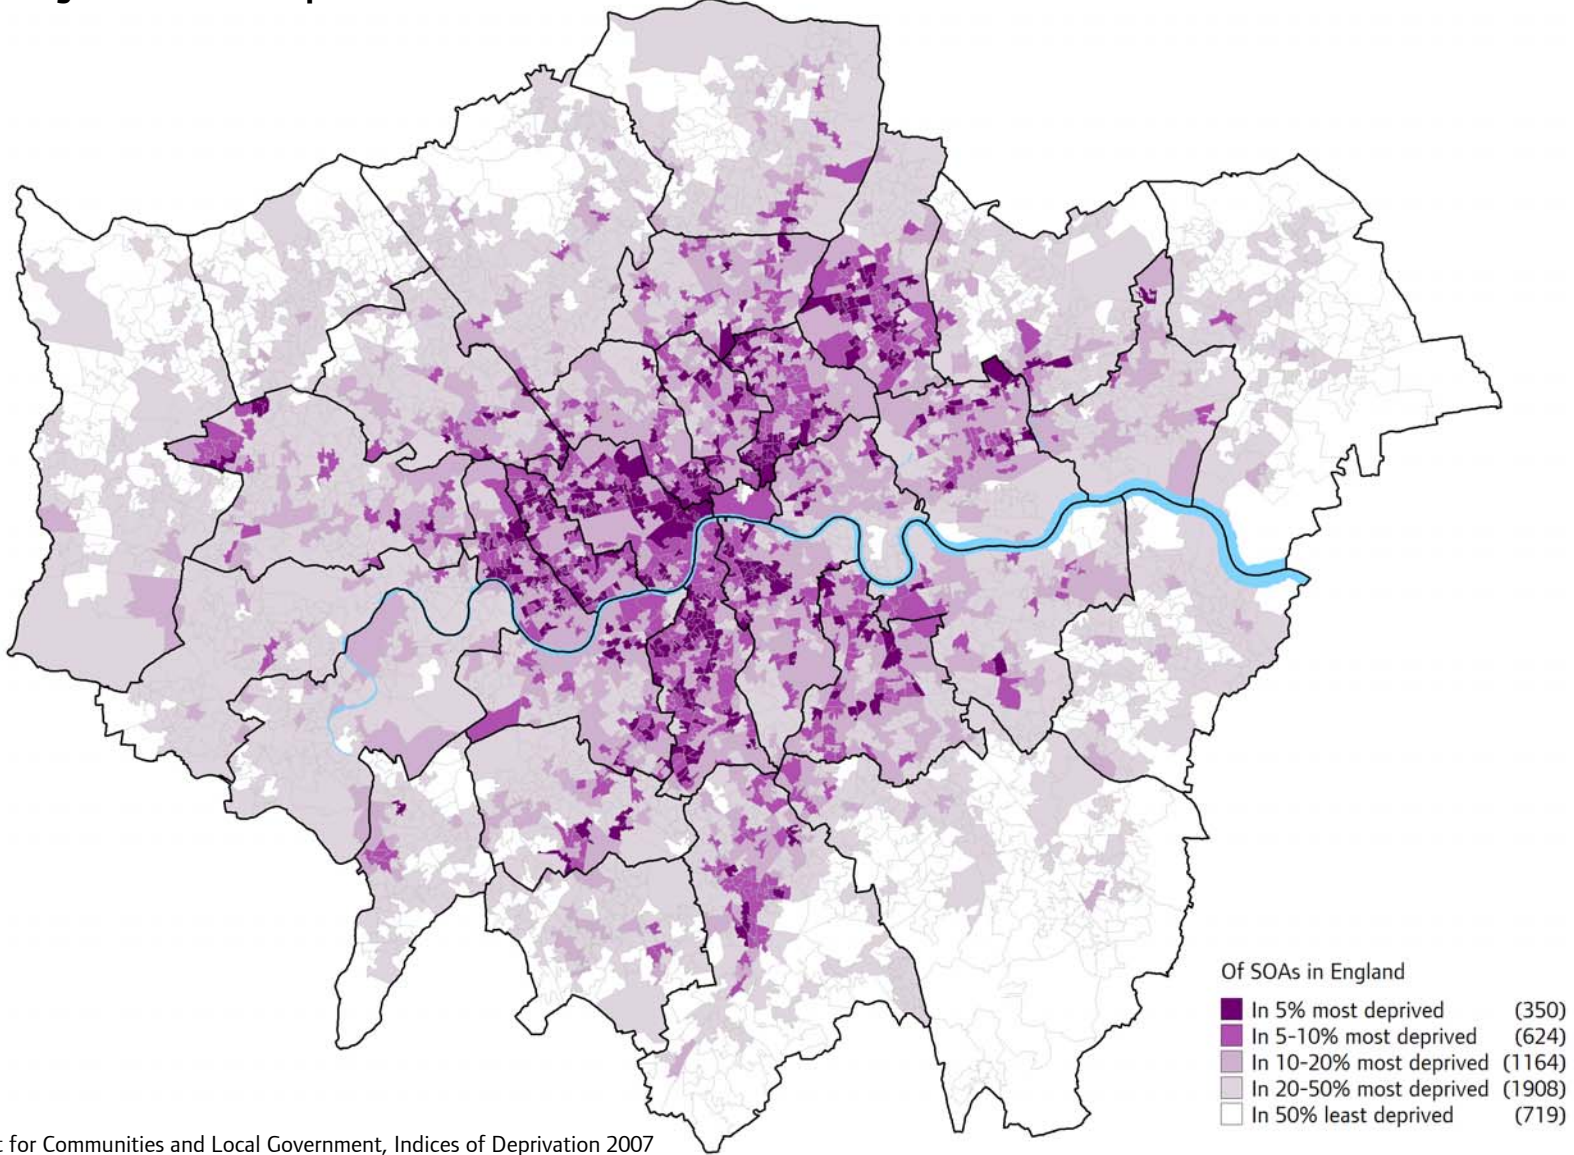 Of SOAs in England
In 5% most deprived (350)
In 5-10% most deprived (624)
In 10-20% most deprived (1164)
In 20-50% most deprived (1908)
In 50% least deprived (719)
for Communities and Local Government, Indices of Deprivation 2007